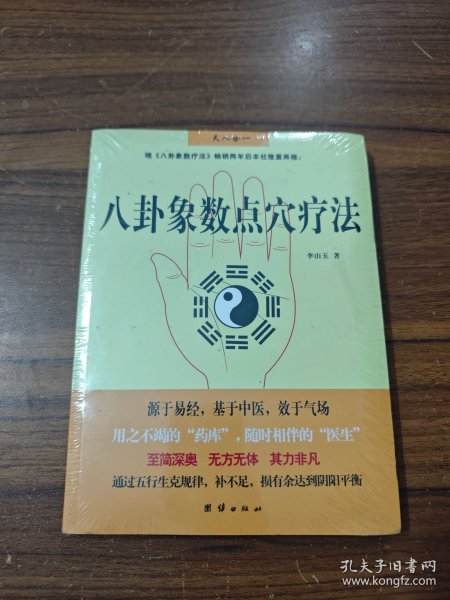 天人合一
继《八卦象数疗法》畅销两年后本社隆重再推:
八卦象数点穴疗法
李山玉 著
源于易经，基于中医，效于气场
用之不竭的“药库”，随时相伴的“医生”
至简深奥 无方无体 其力非凡
通过五行生克规律，补不足，损有余达到阴阳平衡
团结出版社
孔夫子旧书网
www.kongfz.com